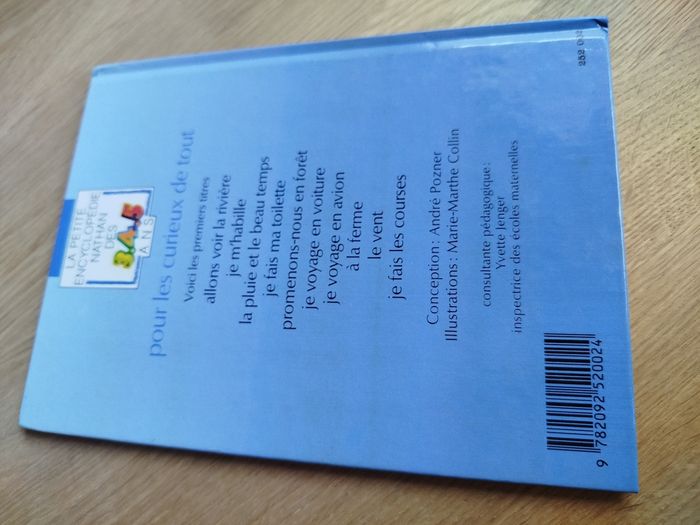 LA PETITE
ENCYCLOPÉDIE
NATHAN
DES
3.4.5
ANS
pour les curieux de tout
Voici les premiers titres
allons voir la rivière
je m'habille
la pluie et le beau temps
je fais ma toilette
promenons-nous en forêt
je voyage en voiture
je voyage en avion
à la ferme
le vent
je fais les courses
Conception : André Pozner
Illustrations : Marie-Marthe Collin
consultante pédagogique :
Yvette Jenger
inspectrice des écoles maternelles
9 782092 520024